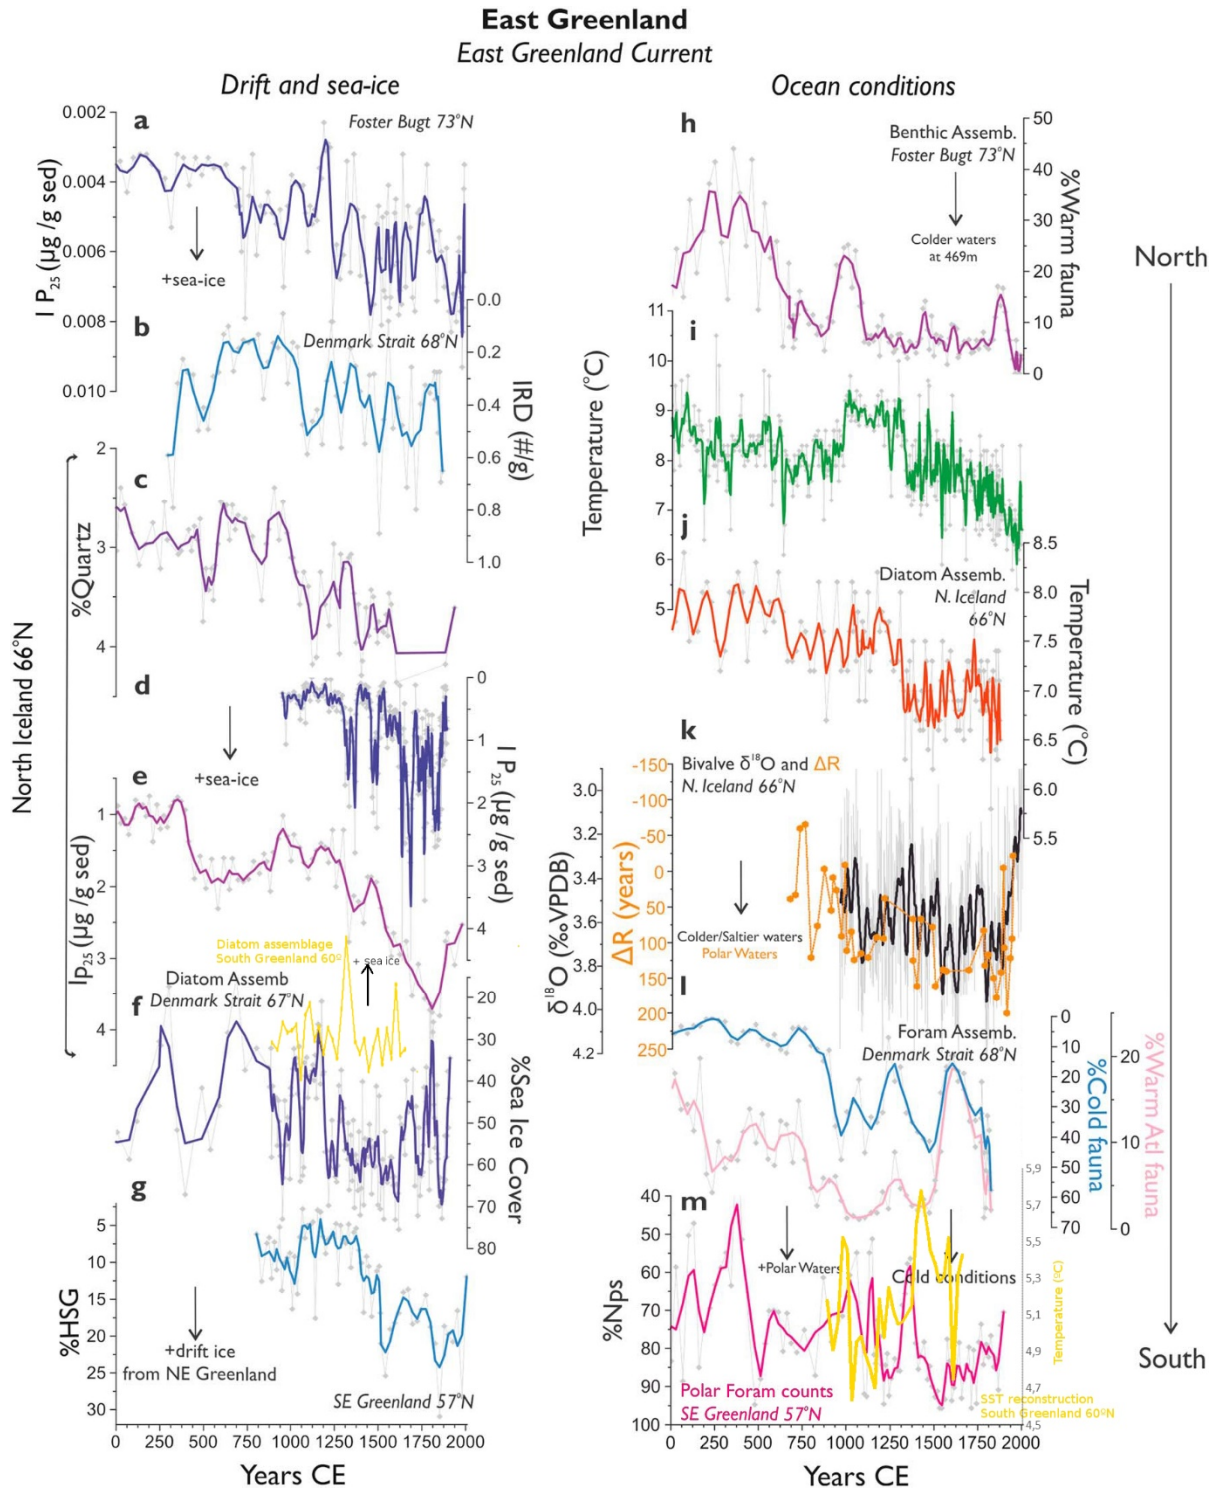 East Greenland
East Greenland Current
Drift and sea-ice
Ocean conditions
a
Foster Bugt 73°N
0.002
0.004
0.006
0.008
0.010
I P25 (µg /g sed)
+sea-ice
b
Denmark Strait 68°N
0.0
0.2
0.4
0.6
0.8
1.0
IRD (#/g)
c
2
3
4
%Quartz
North Iceland 66°N
d
0
1
2
3
4
I P25 (µg /g sed)
+sea-ice
e
1
2
3
4
Ip25 (µg /g sed)
Diatom assemblage
South Greenland 60º
+ sea ice
Diatom Assemb
Denmark Strait 67°N
f
20
30
40
50
60
70
80
%Sea Ice Cover
g
5
10
15
20
25
30
%HSG
+drift ice
from NE Greenland
SE Greenland 57°N
0 250 500 750 1000 1250 1500 1750 2000
Years CE
h
Benthic Assemb.
Foster Bugt 73°N
Colder waters
at 469m
50
40
30
20
10
0
%Warm fauna
North
i
11
10
9
8
7
6
5
Temperature (°C)
j
Diatom Assemb.
N. Iceland
66°N
8.5
8.0
7.5
7.0
6.5
6.0
5.5
Temperature (°C)
k
Bivalve δ18O and ΔR
N. Iceland 66°N
3.0
3.2
3.4
3.6
3.8
4.0
4.2
δ18O (‰ VPDB)
-150
-100
-50
0
50
100
150
200
250
ΔR (years)
Colder/Saltier waters
Polar Waters
l
Foram Assemb.
Denmark Strait 68°N
0
10
20
30
40
50
60
70
%Cold fauna
20
10
0
%Warm Atl fauna
m
40
50
60
70
80
90
100
%Nps
+Polar Waters
Cold conditions
5,9
5,7
5,5
5,3
5,1
4,9
4,7
4,5
Temperature (ºC)
Polar Foram counts
SE Greenland 57°N
SST reconstruction
South Greenland 60ºN
0 250 500 750 1000 1250 1500 1750 2000
Years CE
South